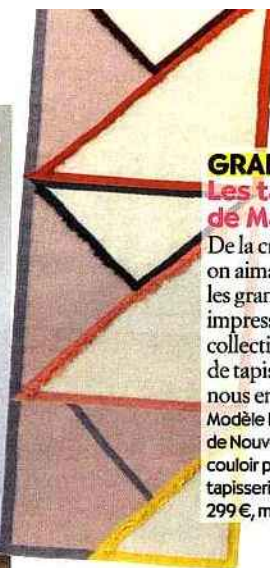 GRA
Les ta
de Ma
De la cr
on aima
les gran
impress
collecti
de tapis
nous en
Modèle
de Nouv
couloir p
tapisseri
299 €, m